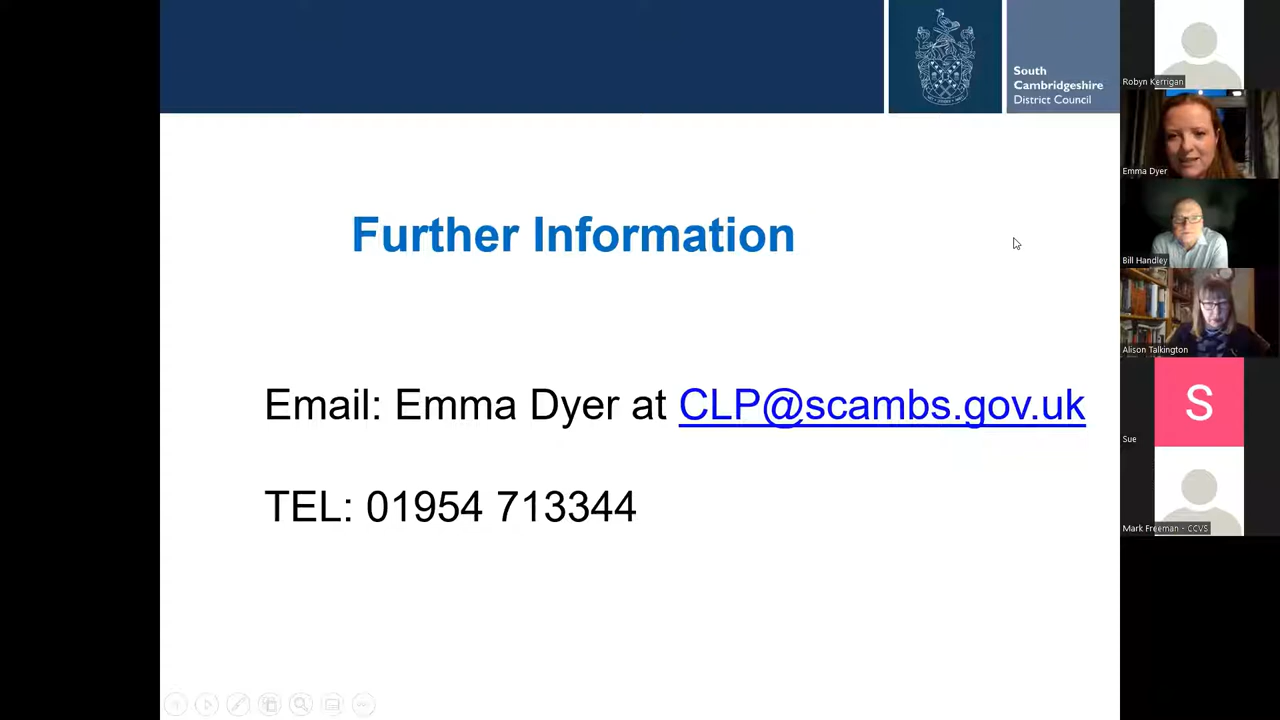 South
Cambridgeshire
District Council
Further Information
Email: Emma Dyer at CLP@scambs.gov.uk
TEL: 01954 713344
Robyn Kerrigan
Emma Dyer
Bill Handley
Alison Talkington
S
Sue
Mark Freeman - CCVS